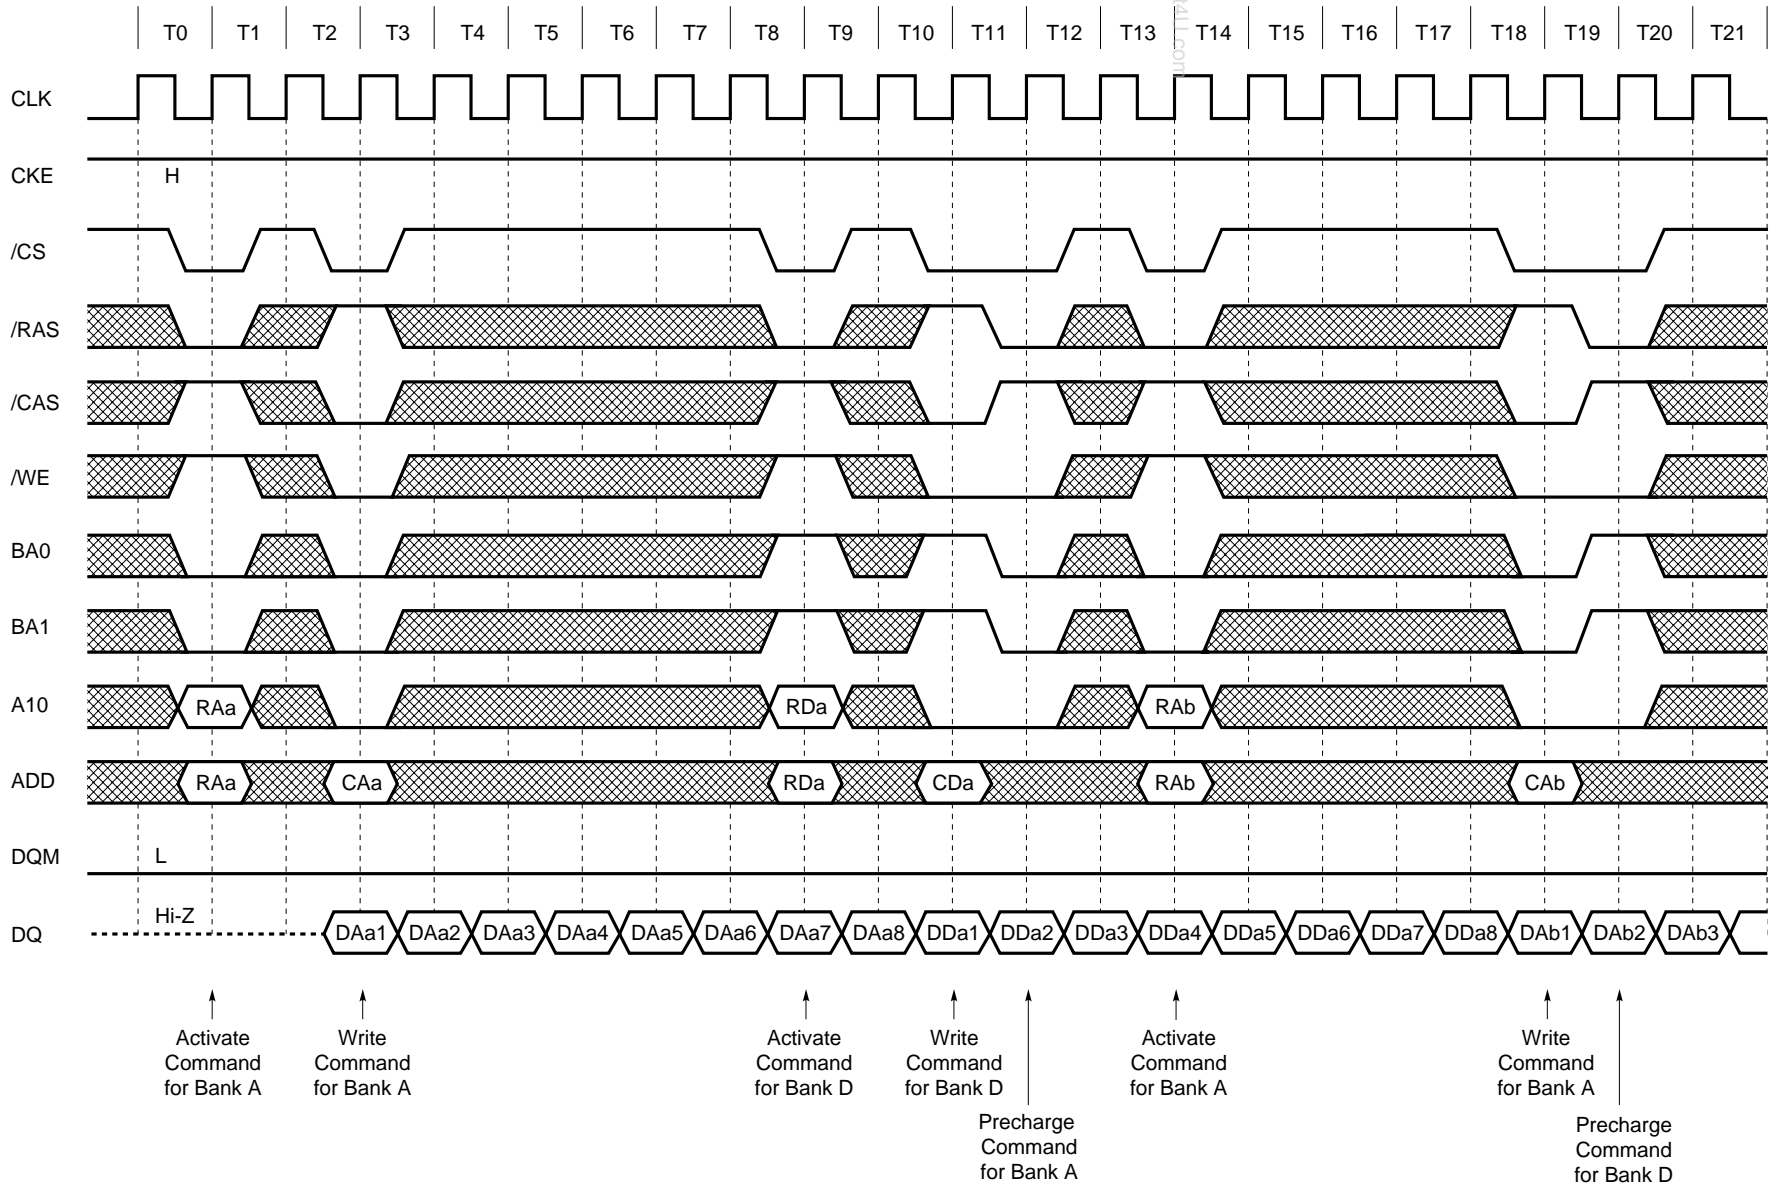 T0 T1 T2 T3 T4 T5 T6 T7 T8 T9 T10 T11 T12 T13 T14 T15 T16 T17 T18 T19 T20 T21
CLK
CKE H
/CS
/RAS
/CAS
/WE
BA0
BA1
A10 RAa RDa RAb
ADD RAa CAa RDa CDa RAb CAb
DQM L
Hi-Z
DQ DAa1 DAa2 DAa3 DAa4 DAa5 DAa6 DAa7 DAa8 DDa1 DDa2 DDa3 DDa4 DDa5 DDa6 DDa7 DDa8 DAb1 DAb2 DAb3
Activate
Command
for Bank A
Write
Command
for Bank A
Activate
Command
for Bank D
Write
Command
for Bank D
Precharge
Command
for Bank A
Activate
Command
for Bank A
Write
Command
for Bank A
Precharge
Command
for Bank D